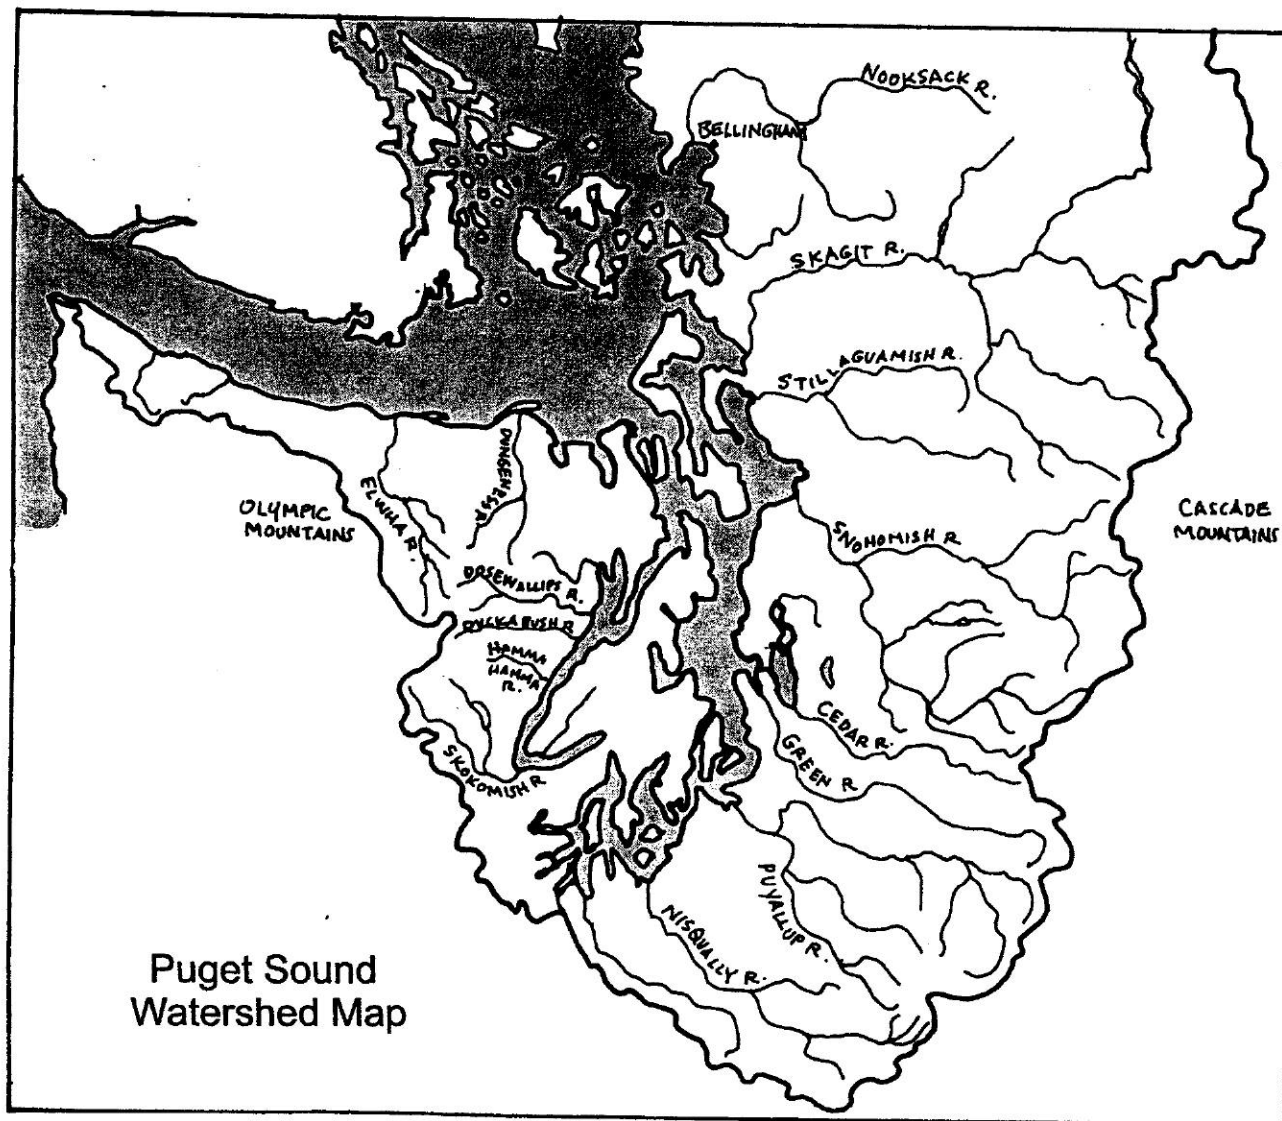 NOOKSACK R.
BELLINGHAM
SKAGIT R.
STILLAGUAMISH R.
DUNGENESS R
ELWHA R.
OLYMPIC
MOUNTAINS
CASCADE
MOUNTAINS
SNOHOMISH R
DOSEWALLIPS R.
DUCKABUSH R
HAMMA
HAMMA
R.
CEDAR R.
GREEN R
SKOKOMISH R
PUYALLUP R.
NISQUALLY R.
Puget Sound
Watershed Map